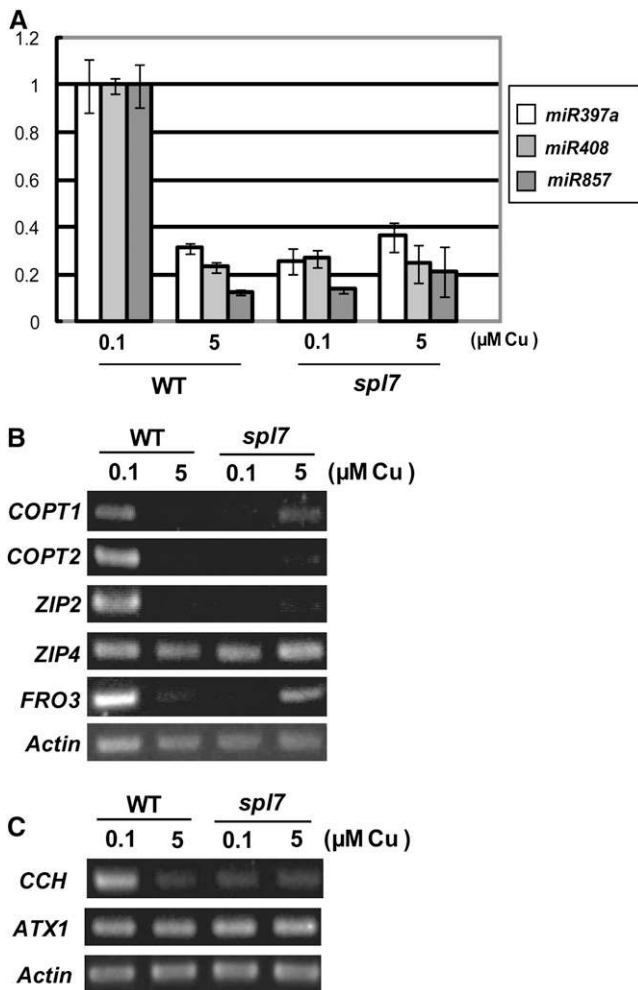 A
1.2
1
0.8
0.6
0.4
0.2
0
miR397a
miR408
miR857
0.1 5 0.1 5 (µM Cu )
WT spl7
B
WT spl7
0.1 5 0.1 5 (µM Cu )
COPT1
COPT2
ZIP2
ZIP4
FRO3
Actin
C
WT spl7
0.1 5 0.1 5 (µM Cu )
CCH
ATX1
Actin